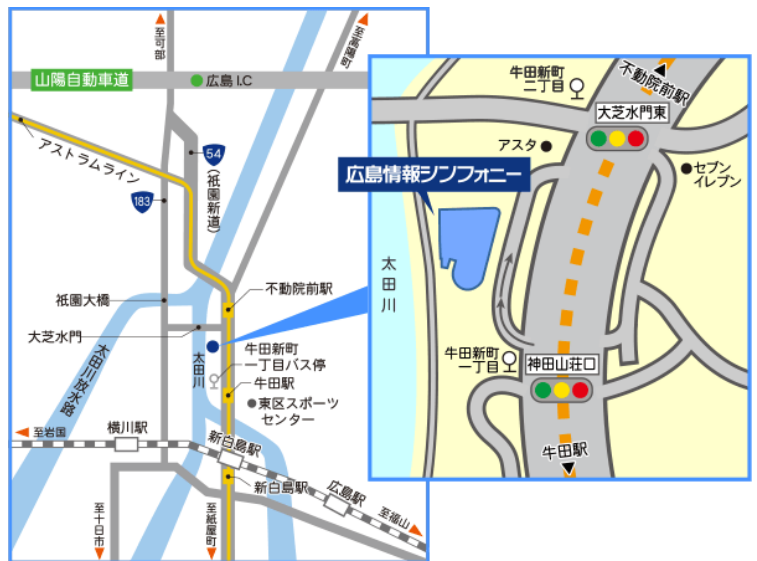 至可部
至高陽町
山陽自動車道
広島 I.C
アストラムライン
54
(祇園新道)
183
祇園大橋
不動院前駅
大芝水門
太田川
太田川放水路
牛田新町
一丁目バス停
牛田駅
東区スポーツ
センター
横川駅
至岩国
新白島駅
新白島駅
広島駅
至福山
至十日市
至紙屋町
牛田新町
二丁目
不動院前駅
大芝水門東
アスタ
セブン
イレブン
広島情報シンフォニー
太田川
牛田新町
一丁目
神田山荘口
牛田駅